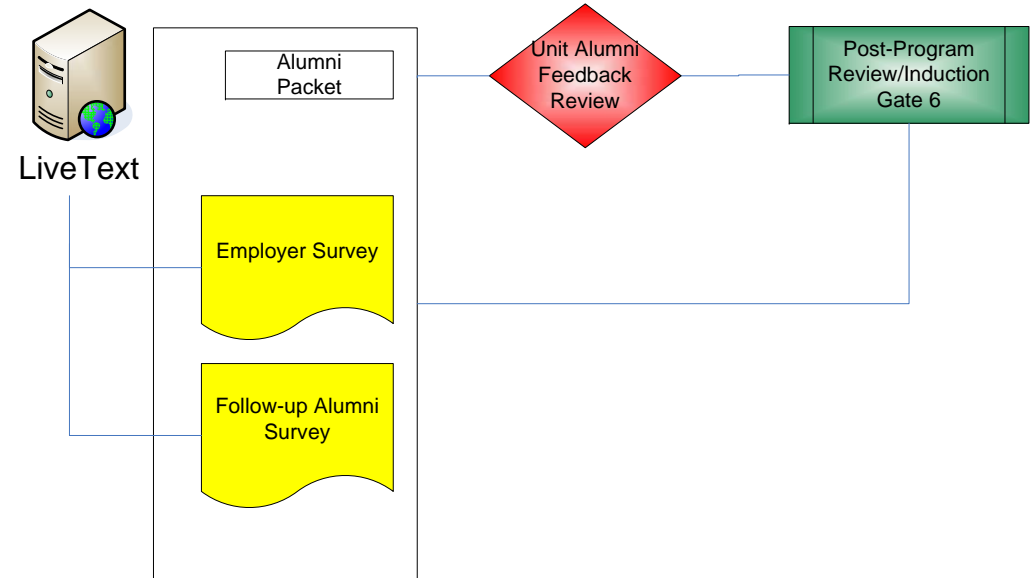 LiveText
Alumni
Packet
Unit Alumni
Feedback
Review
Post-Program
Review/Induction
Gate 6
Employer Survey
Follow-up Alumni
Survey